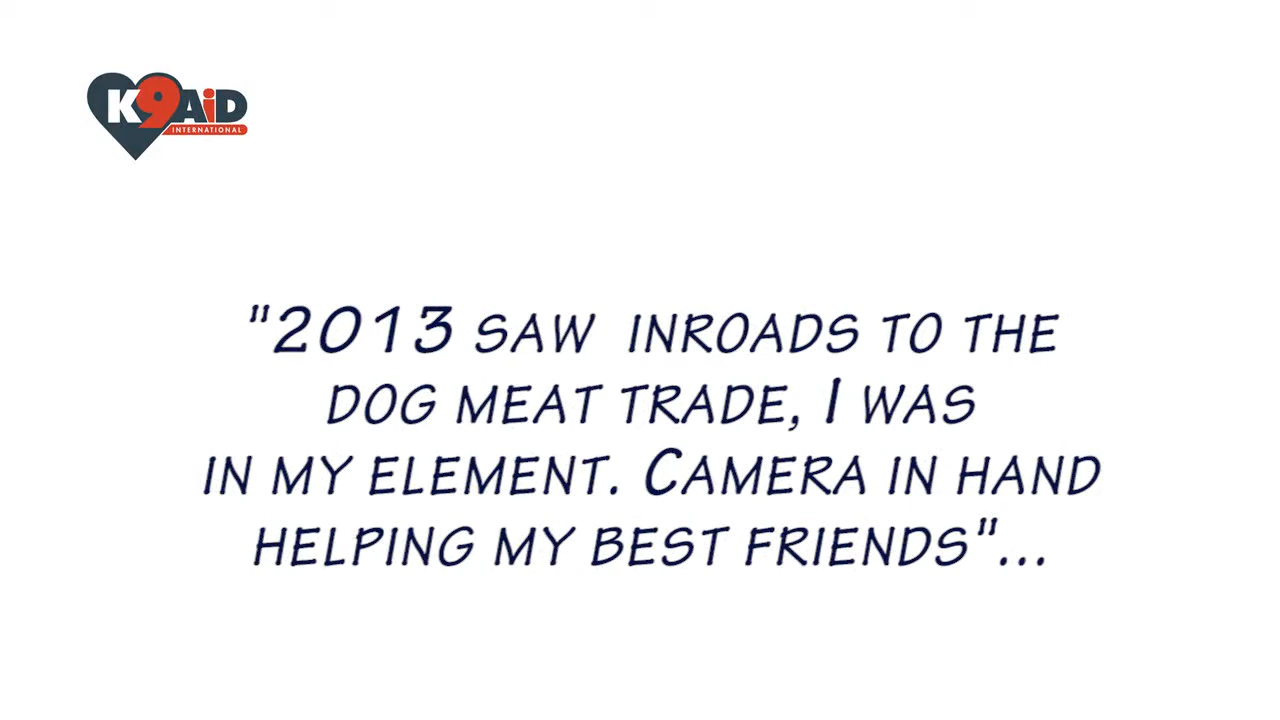 K9AiD
INTERNATIONAL
"2013 SAW INROADS TO THE
DOG MEAT TRADE, I WAS
IN MY ELEMENT. CAMERA IN HAND
HELPING MY BEST FRIENDS"...